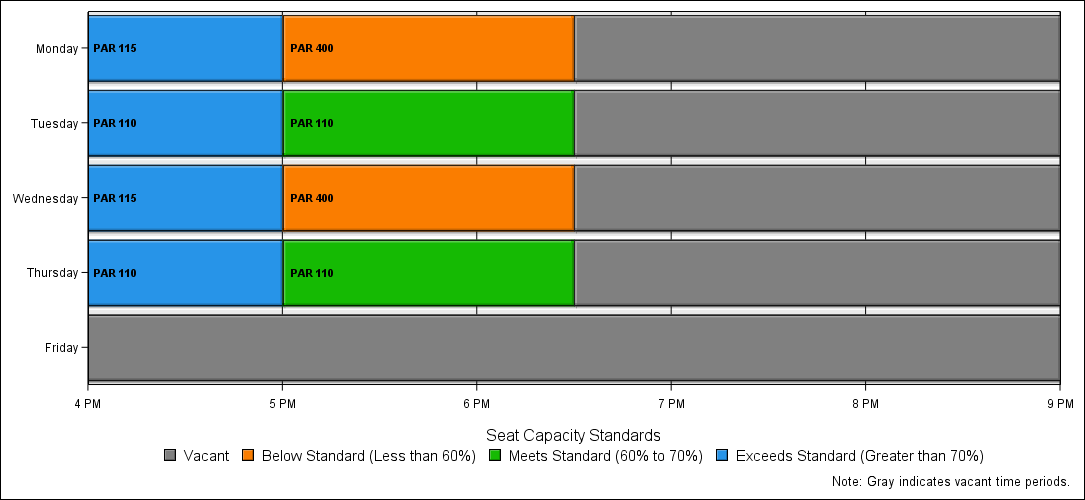 Monday PAR 115 PAR 400
Tuesday PAR 110 PAR 110
Wednesday PAR 115 PAR 400
Thursday PAR 110 PAR 110
Friday
4 PM 5 PM 6 PM 7 PM 8 PM 9 PM
Seat Capacity Standards
Vacant Below Standard (Less than 60%) Meets Standard (60% to 70%) Exceeds Standard (Greater than 70%)
Note: Gray indicates vacant time periods.